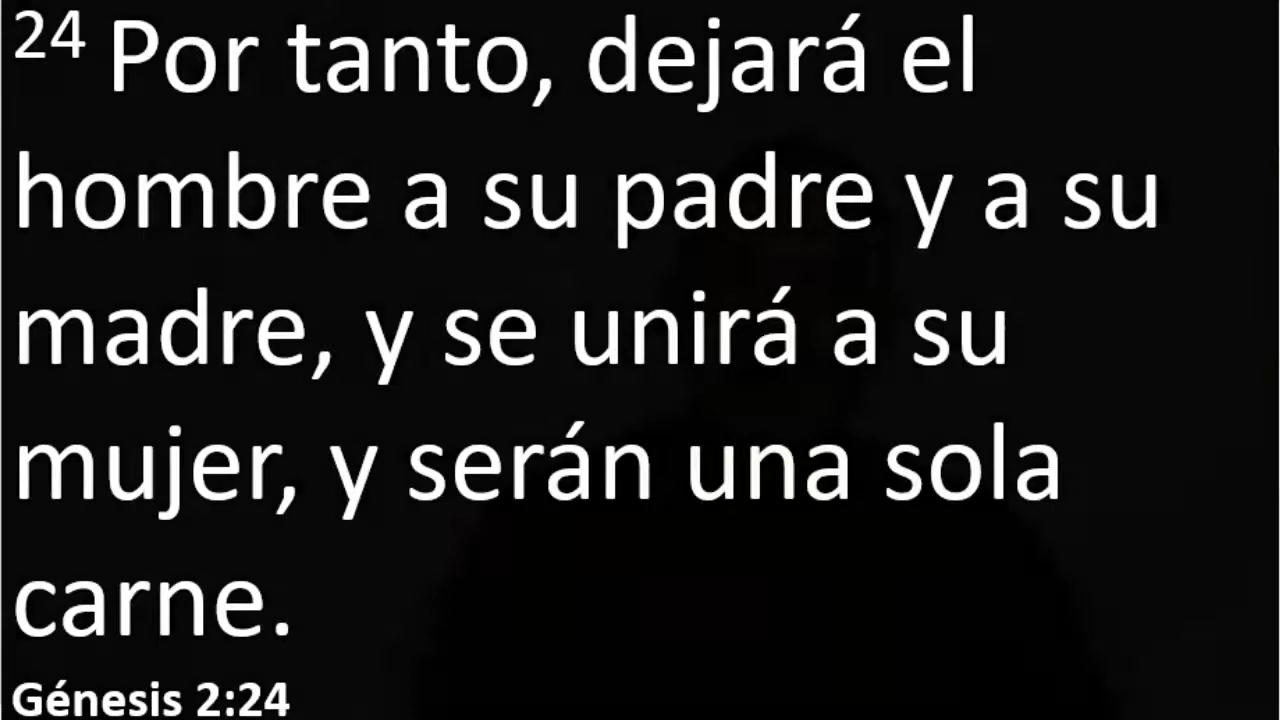 24 Por tanto, dejará el
hombre a su padre y a su
madre, y se unirá a su
mujer, y serán una sola
carne.
Génesis 2:24